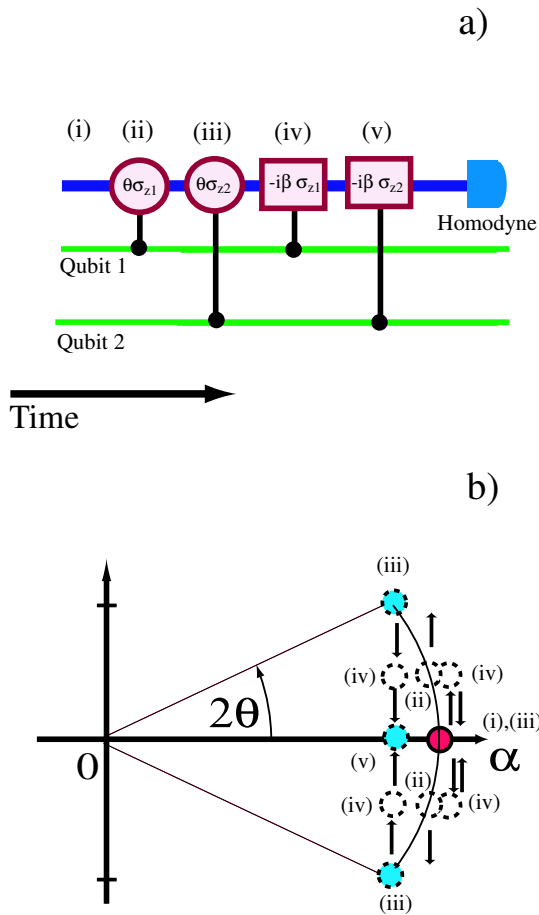 a)
(i) (ii) (iii) (iv) (v)
θσz1 θσz2 -iβ σz1 -iβ σz2
Homodyne
Qubit 1
Qubit 2
Time
b)
(iii)
(iv) (ii) (iv)
2θ
(i),(iii)
0 (v) α
(ii)
(iv) (iv)
(iii)